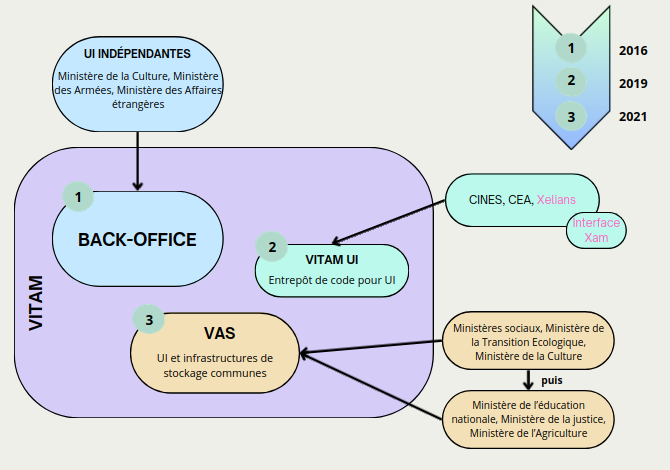 UI INDÉPENDANTES
Ministère de la Culture, Ministère
des Armées, Ministère des Affaires
étrangères
1
2016
2
2019
3
2021
VITAM
1
BACK-OFFICE
2
VITAM UI
Entrepôt de code pour UI
3
VAS
UI et infrastructures de
stockage communes
CINES, CEA, Xelians
interface
Xam
Ministères sociaux, Ministère de
la Transition Ecologique,
Ministère de la Culture
puis
Ministère de l'éducation
nationale, Ministère de la justice,
Ministère de l'Agriculture